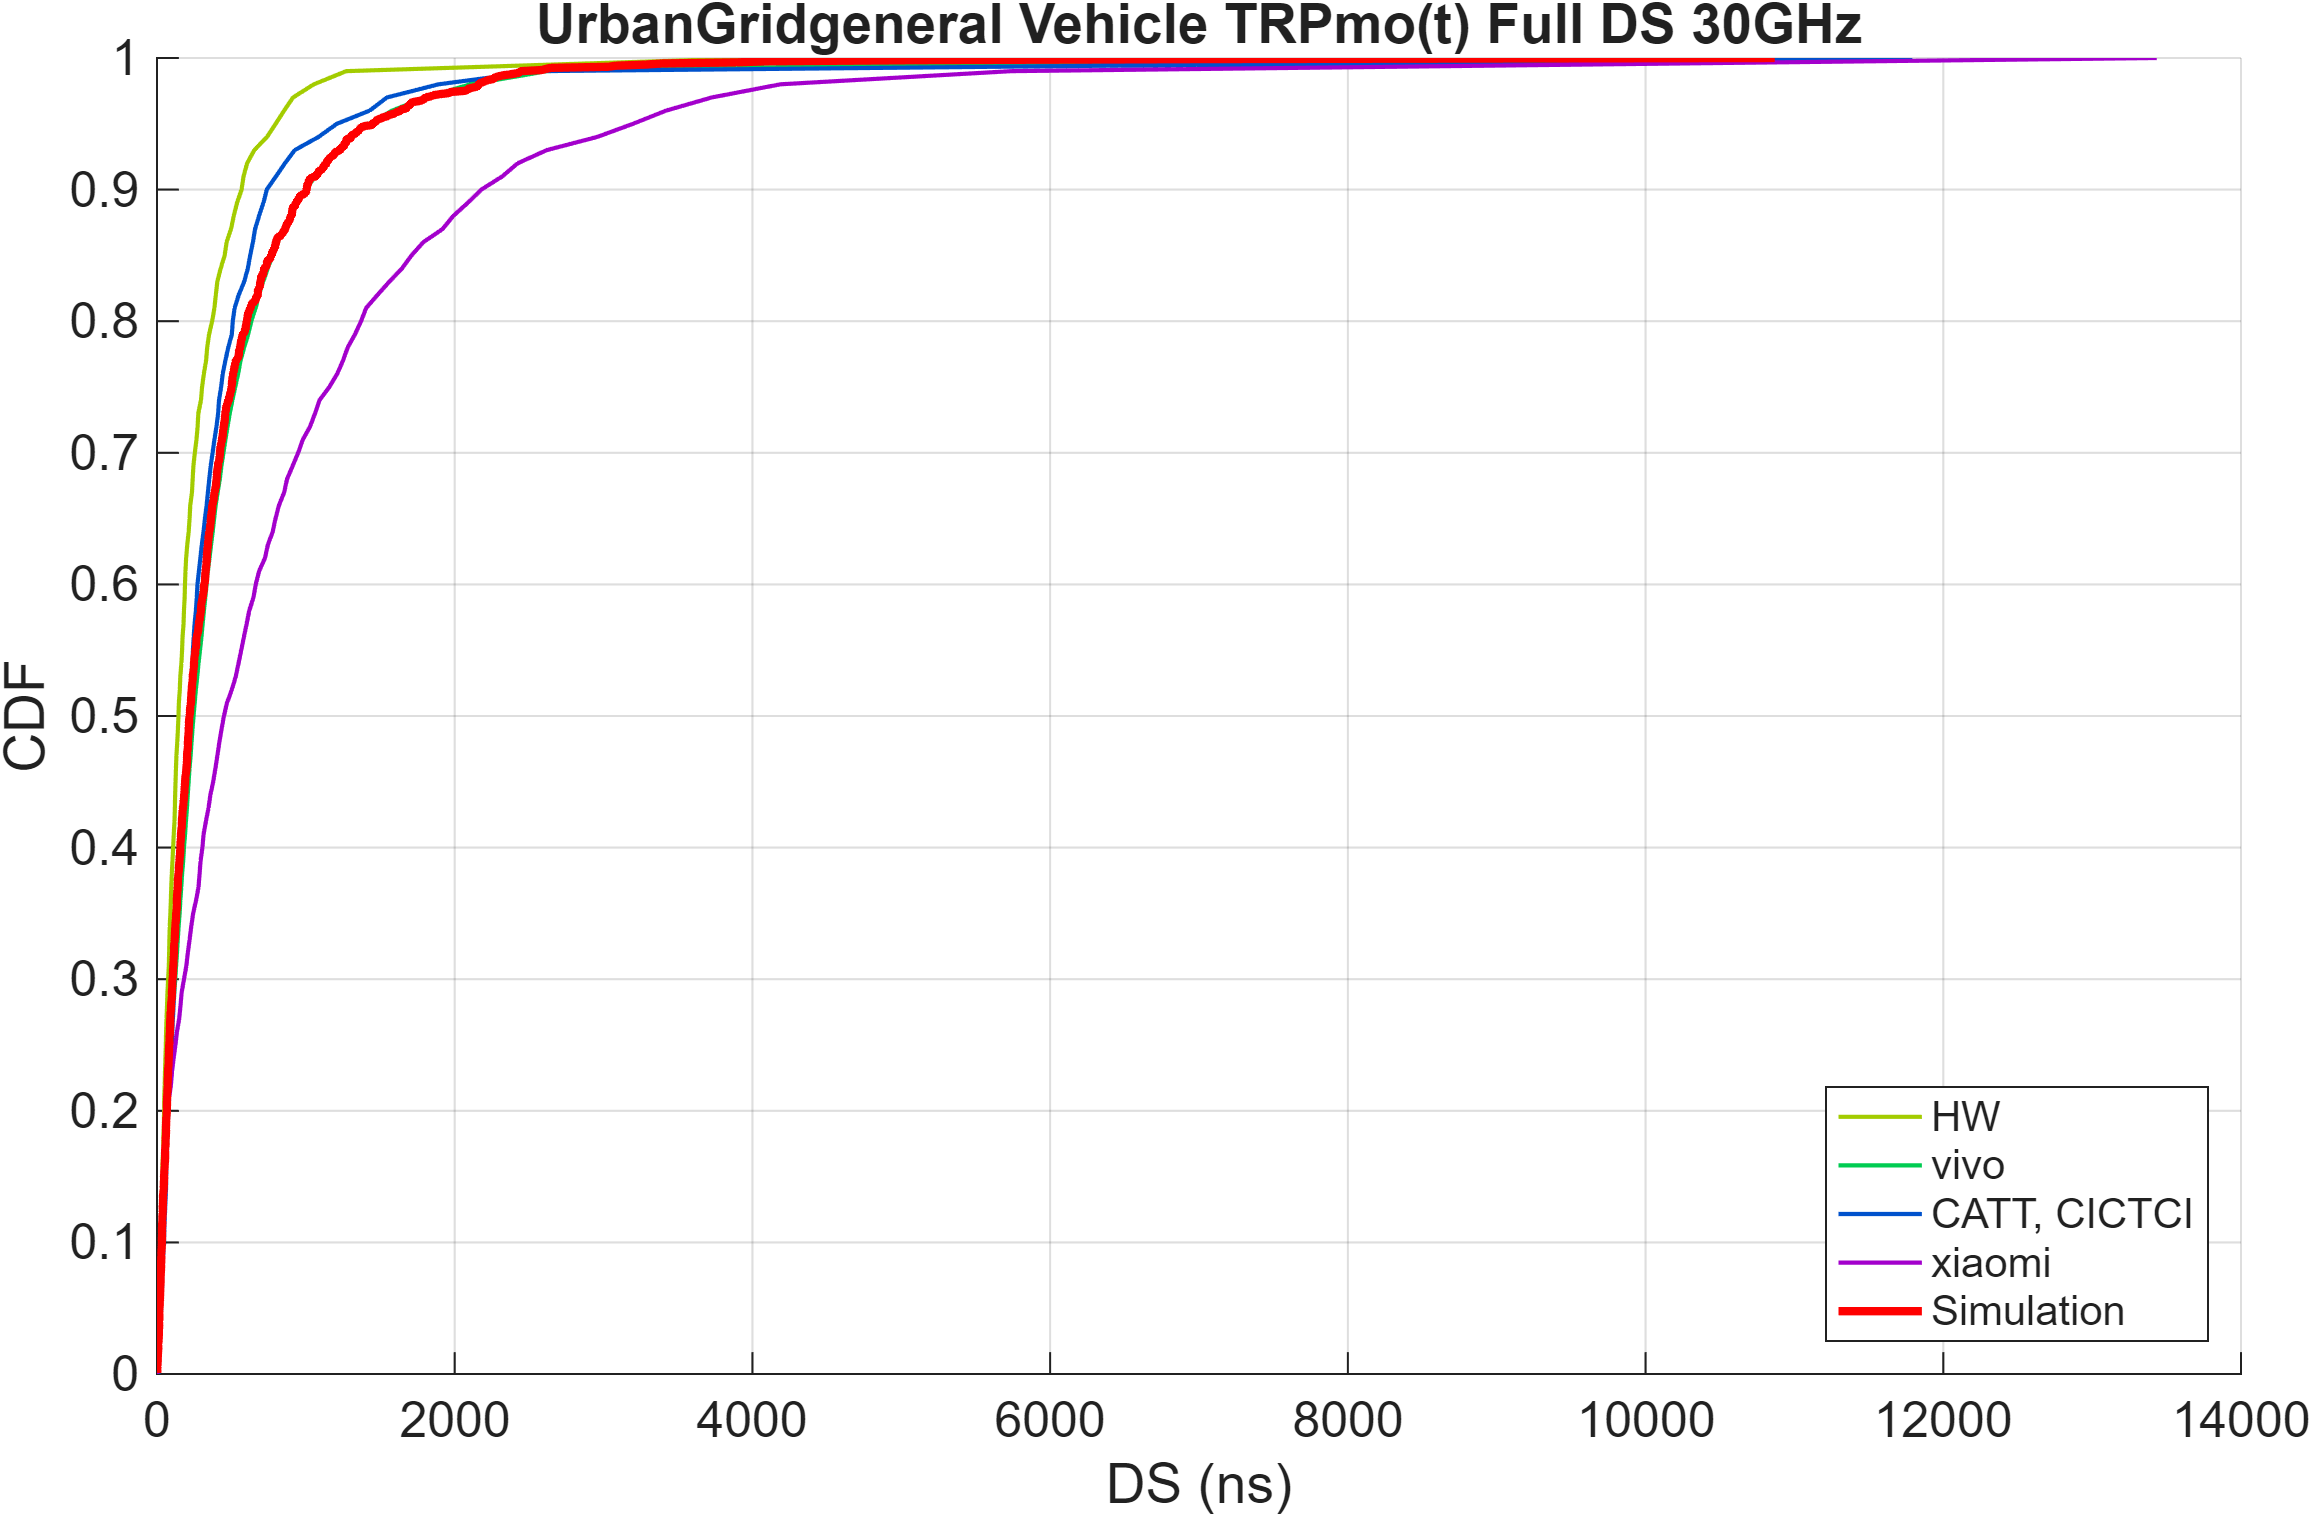 UrbanGridgeneral Vehicle TRPmo(t) Full DS 30GHz
1
0.9
0.8
0.7
0.6
0.5
0.4
0.3
0.2
0.1
0
CDF
0 2000 4000 6000 8000 10000 12000 14000
DS (ns)
HW
vivo
CATT, CICTCI
xiaomi
Simulation